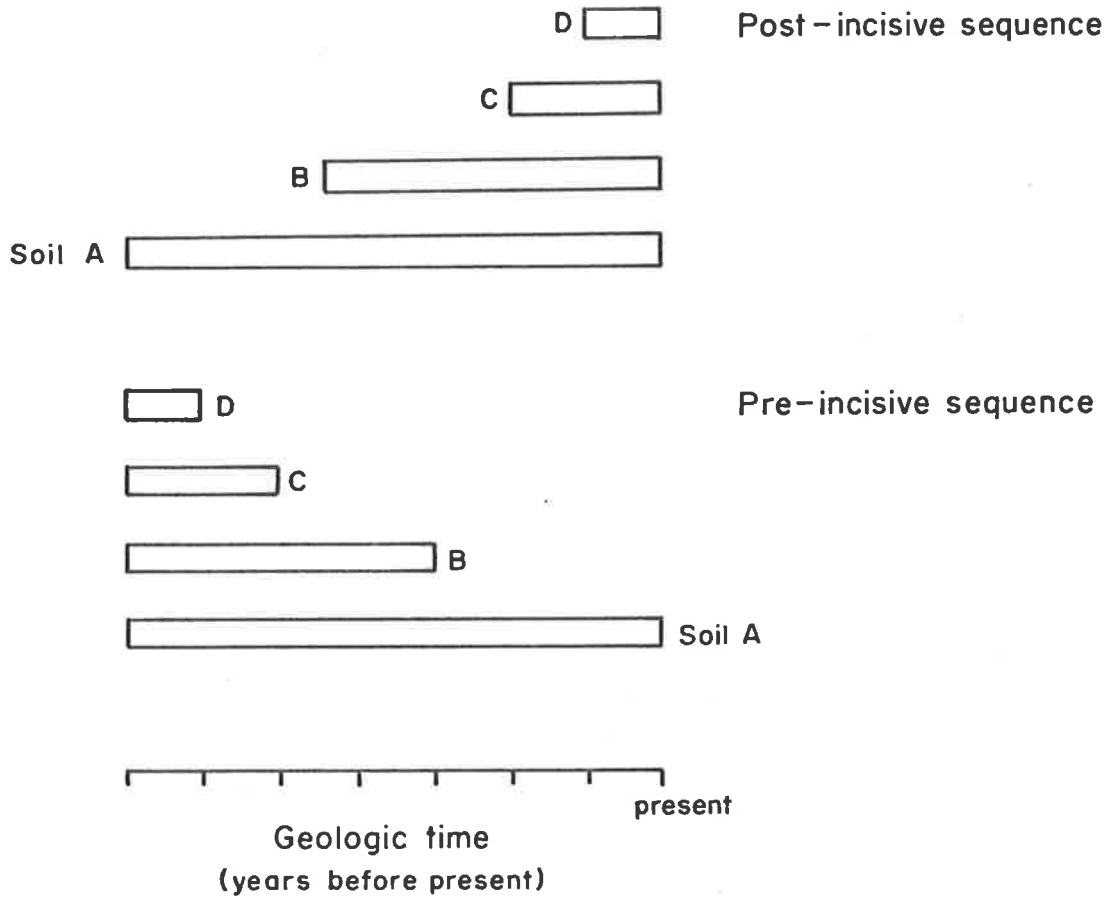 D Post-incisive sequence
C
B
Soil A
D Pre-incisive sequence
C
B
Soil A
present
Geologic time
(years before present)